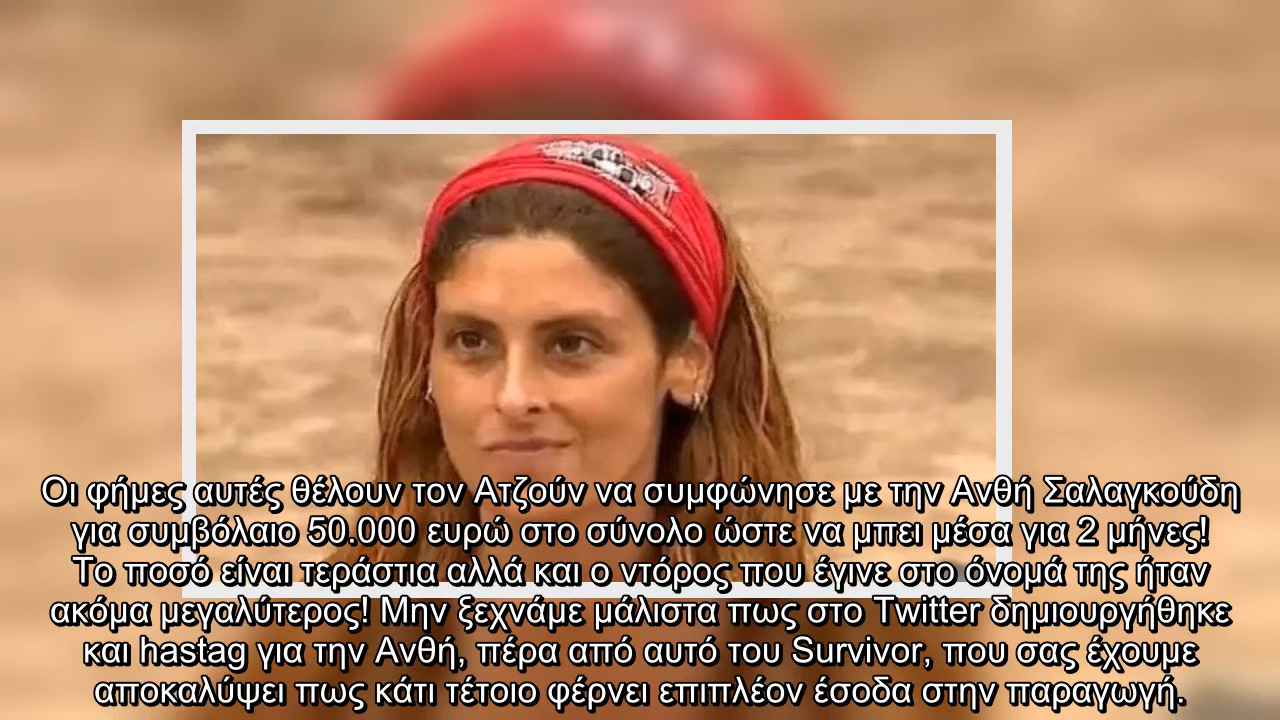 Οι φήμες αυτές θέλουν τον Ατζούν να συμφώνησε με την Ανθή Σαλαγκούδη
για συμβόλαιο 50.000 ευρώ στο σύνολο ώστε να μπει μέσα για 2 μήνες!
Το ποσό είναι τεράστια αλλά και ο ντόρος που έγινε στο όνομά της ήταν
ακόμα μεγαλύτερος! Μην ξεχνάμε μάλιστα πως στο Twitter δημιουργήθηκε
και hastag για την Ανθή, πέρα από αυτό του Survivor, που σας έχουμε
αποκαλύψει πως κάτι τέτοιο φέρνει επιπλέον έσοδα στην παραγωγή.